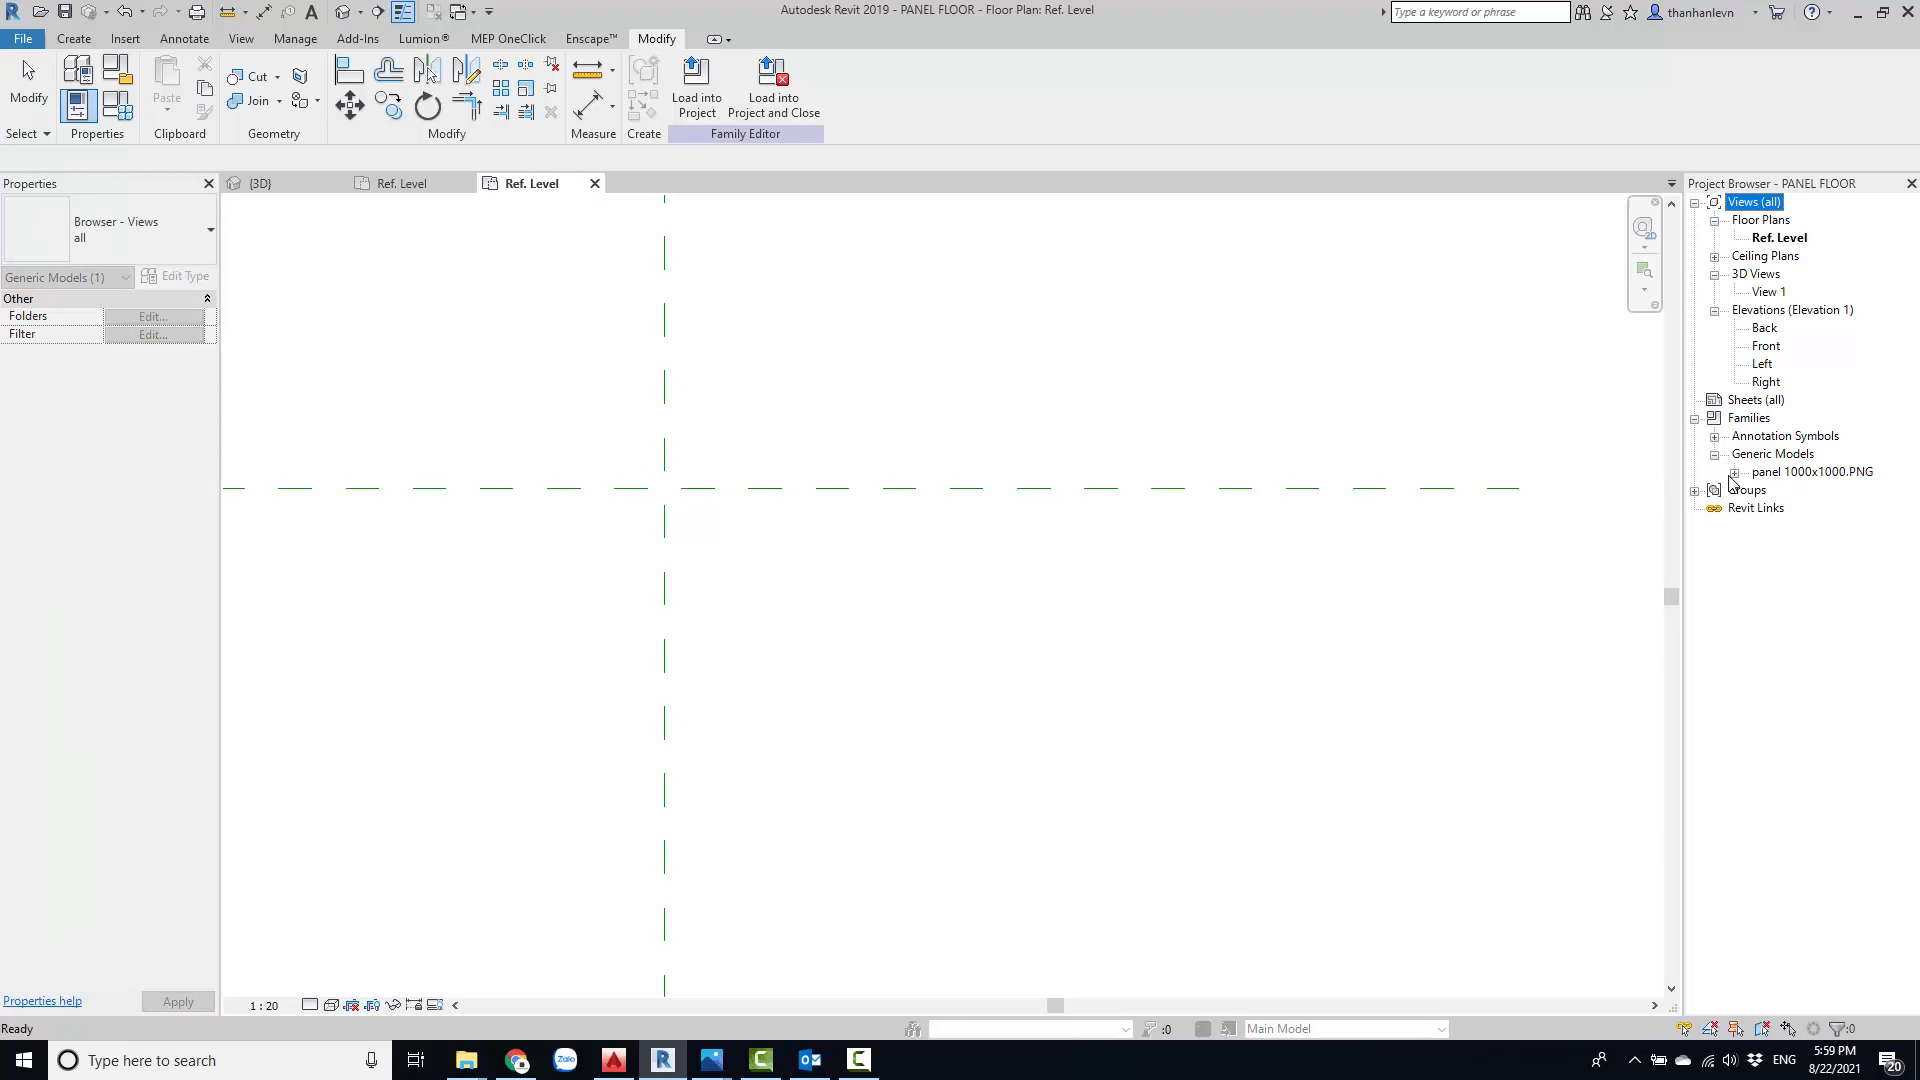 Autodesk Revit 2019 - PANEL FLOOR - Floor Plan: Ref. Level
Type a keyword or phrase
thanhanlevn
File Create Insert Annotate View Manage Add-Ins Lumion® MEP OneClick Enscape™ Modify
Modify
Paste
Cut
Join
Load into
Project
Load into
Project and Close
Select Properties Clipboard Geometry Modify Measure Create Family Editor
Properties
{3D} Ref. Level Ref. Level
Project Browser - PANEL FLOOR
Browser - Views
all
Generic Models (1) Edit Type
Other
Folders Edit...
Filter Edit...
2D
Views (all)
Floor Plans
Ref. Level
Ceiling Plans
3D Views
View 1
Elevations (Elevation 1)
Back
Front
Left
Right
Sheets (all)
Families
Annotation Symbols
Generic Models
panel 1000x1000.PNG
Groups
Revit Links
Properties help Apply
1 : 20
Ready
:0
Main Model
:0
Type here to search
Zalo
ENG
5:59 PM
8/22/2021
20